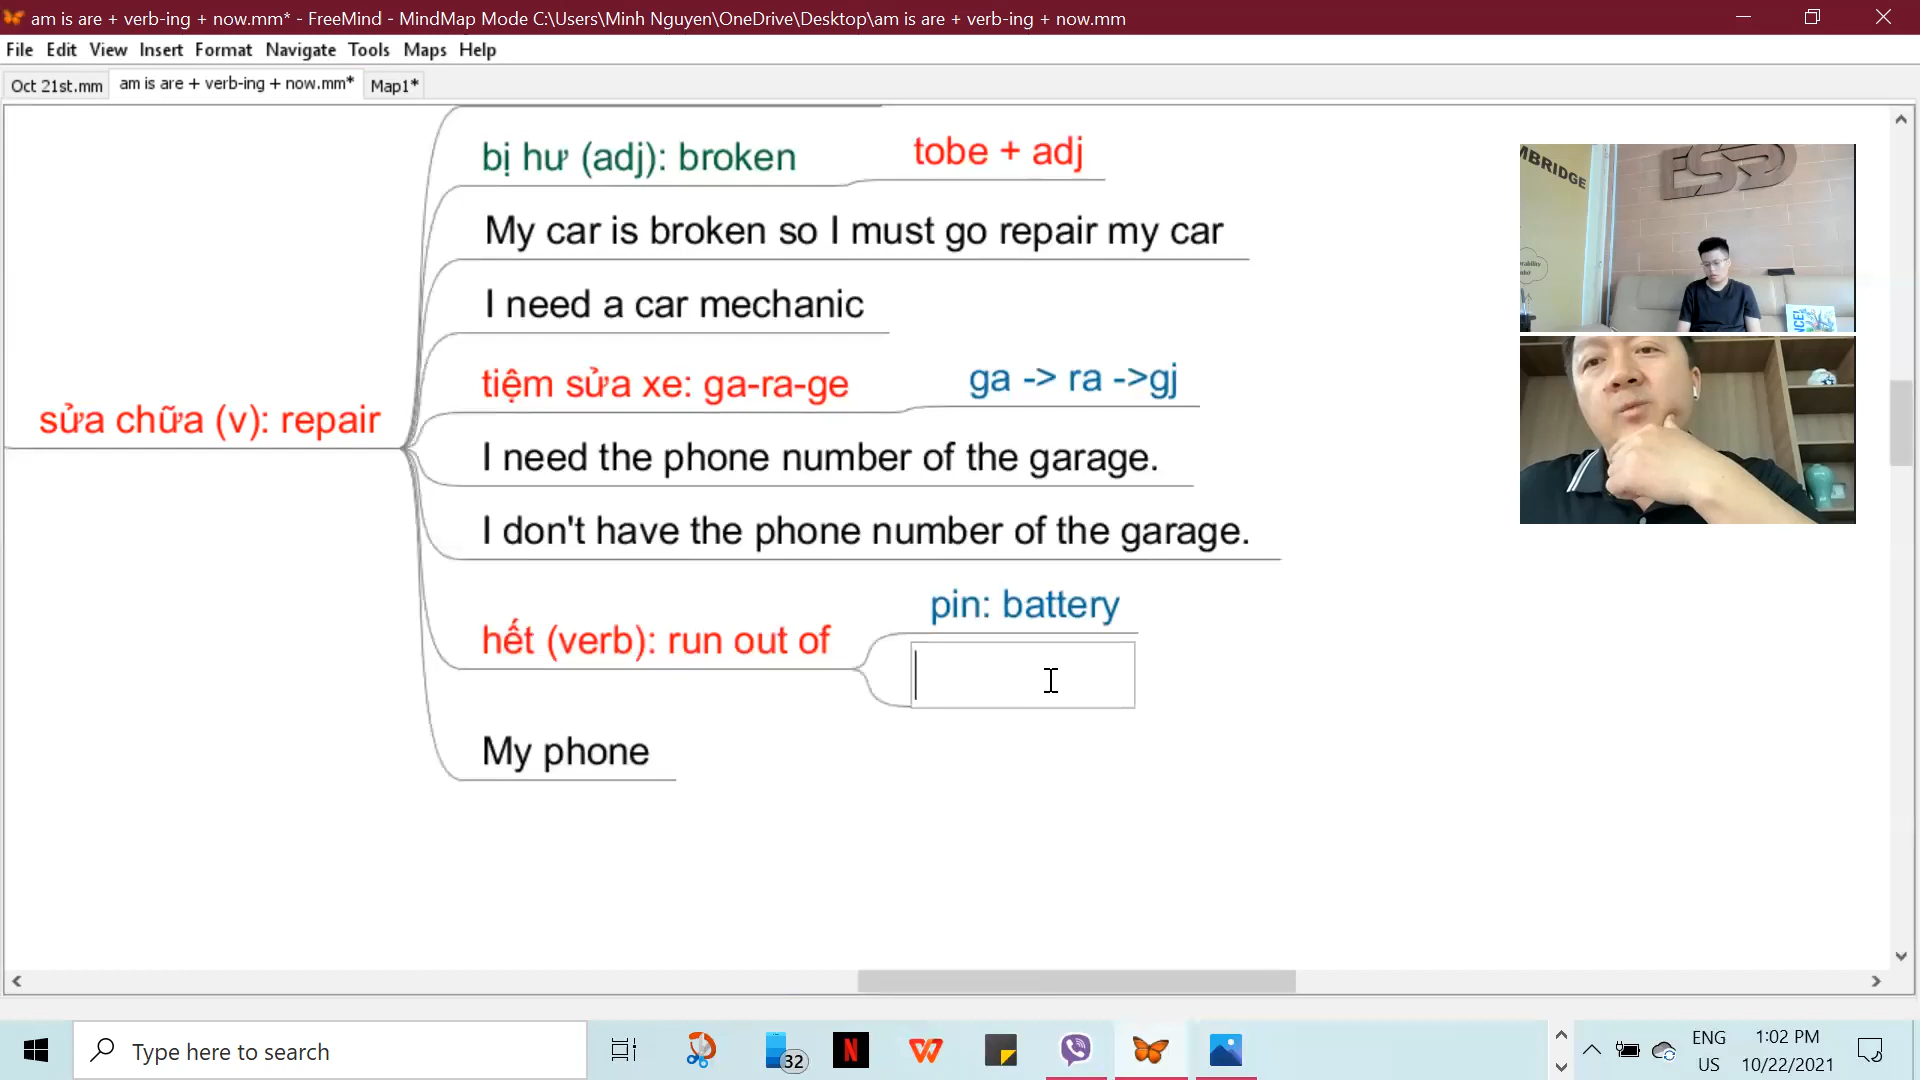 am is are + verb-ing + now.mm* - FreeMind - MindMap Mode C:\Users\Minh Nguyen\OneDrive\Desktop\am is are + verb-ing + now.mm
File Edit View Insert Format Navigate Tools Maps Help
Oct 21st.mm am is are + verb-ing + now.mm* Map1*
bị hư (adj): broken tobe + adj
My car is broken so I must go repair my car
I need a car mechanic
tiệm sửa xe: ga-ra-ge ga -> ra ->gj
sửa chữa (v): repair
I need the phone number of the garage.
I don't have the phone number of the garage.
pin: battery
hết (verb): run out of
My phone
MBRIDGE
ESD
Type here to search
32
ENG
US
1:02 PM
10/22/2021